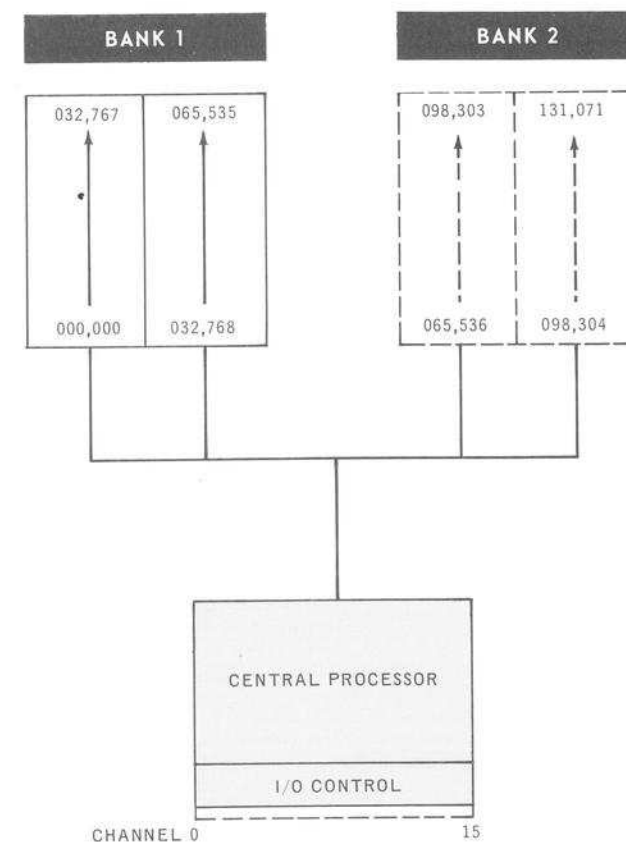 BANK 1
BANK 2
032,767 065,535
098,303 131,071
000,000 032,768
065,536 098,304
CENTRAL PROCESSOR
I/O CONTROL
CHANNEL 0 15